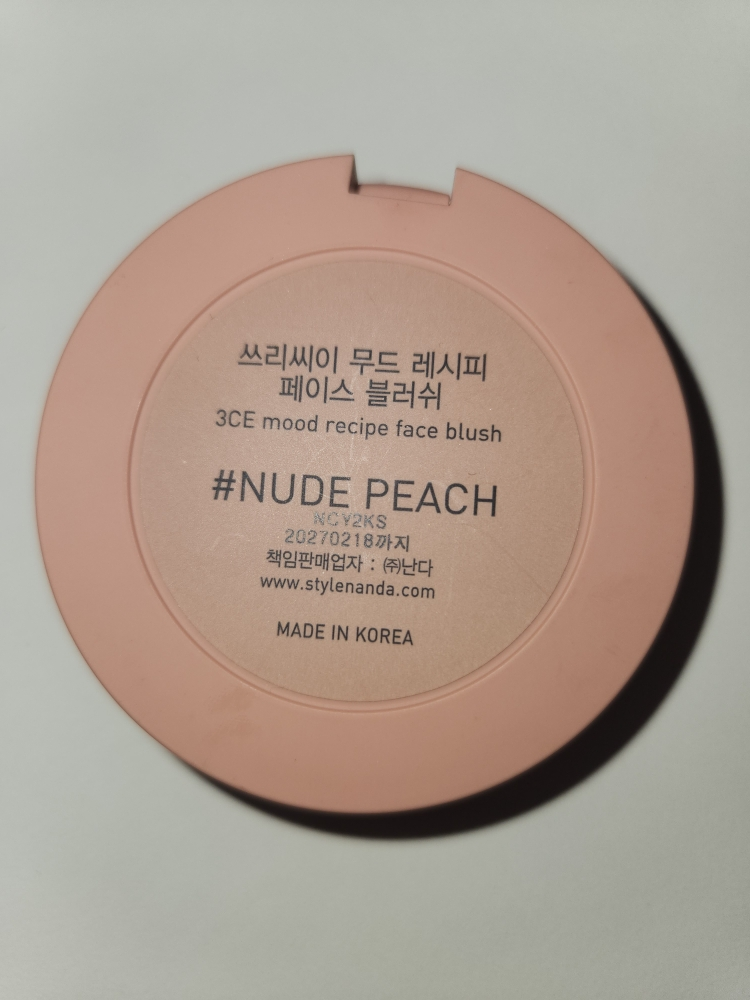 쓰리씨이 무드 레시피
페이스 블러쉬
3CE mood recipe face blush
#NUDE PEACH
NCY2KS
20270218까지
책임판매업자 : ㈜난다
www.stylenanda.com
MADE IN KOREA